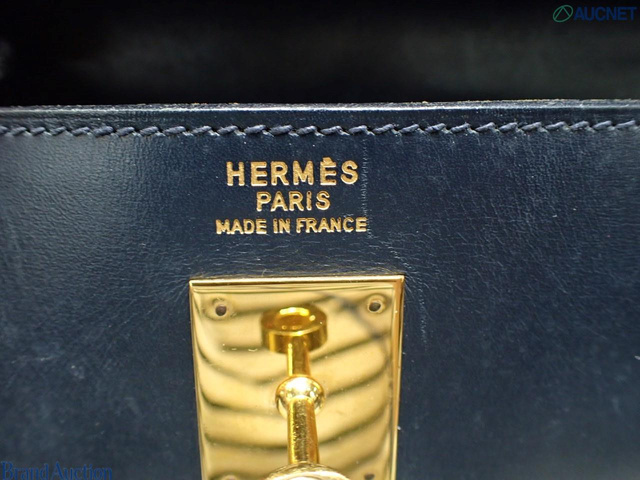 AUCNET
HERMÈS
PARIS
MADE IN FRANCE
Brand Auction